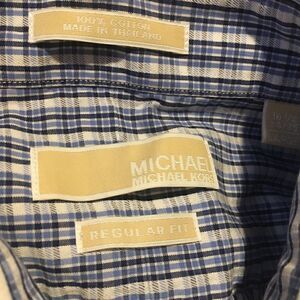 100% COTTON
MADE IN THAILAND
MICHAEL
MICHAEL KORS
REGULAR FIT